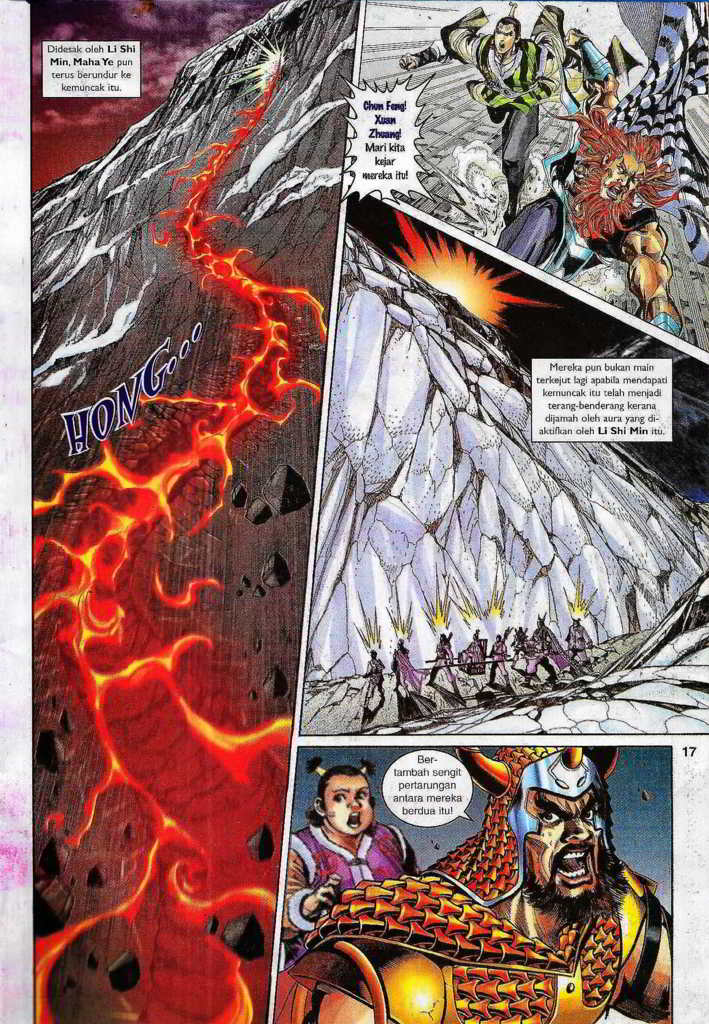 Didesak oleh Li Shi
Min, Maha Ye pun
terus berundur ke
kemuncak itu.
Chun Feng!
Xuan
Zhuang!
Mari kita
kejar
mereka itu!
HONG...
Mereka pun bukan main
terkejut lagi apabila mendapati
kemuncak itu telah menjadi
terang-benderang kerana
dijamah oleh aura yang di-
aktifkan oleh Li Shi Min itu.
Ber-
tambah sengit
pertarungan
antara mereka
berdua itu!
17